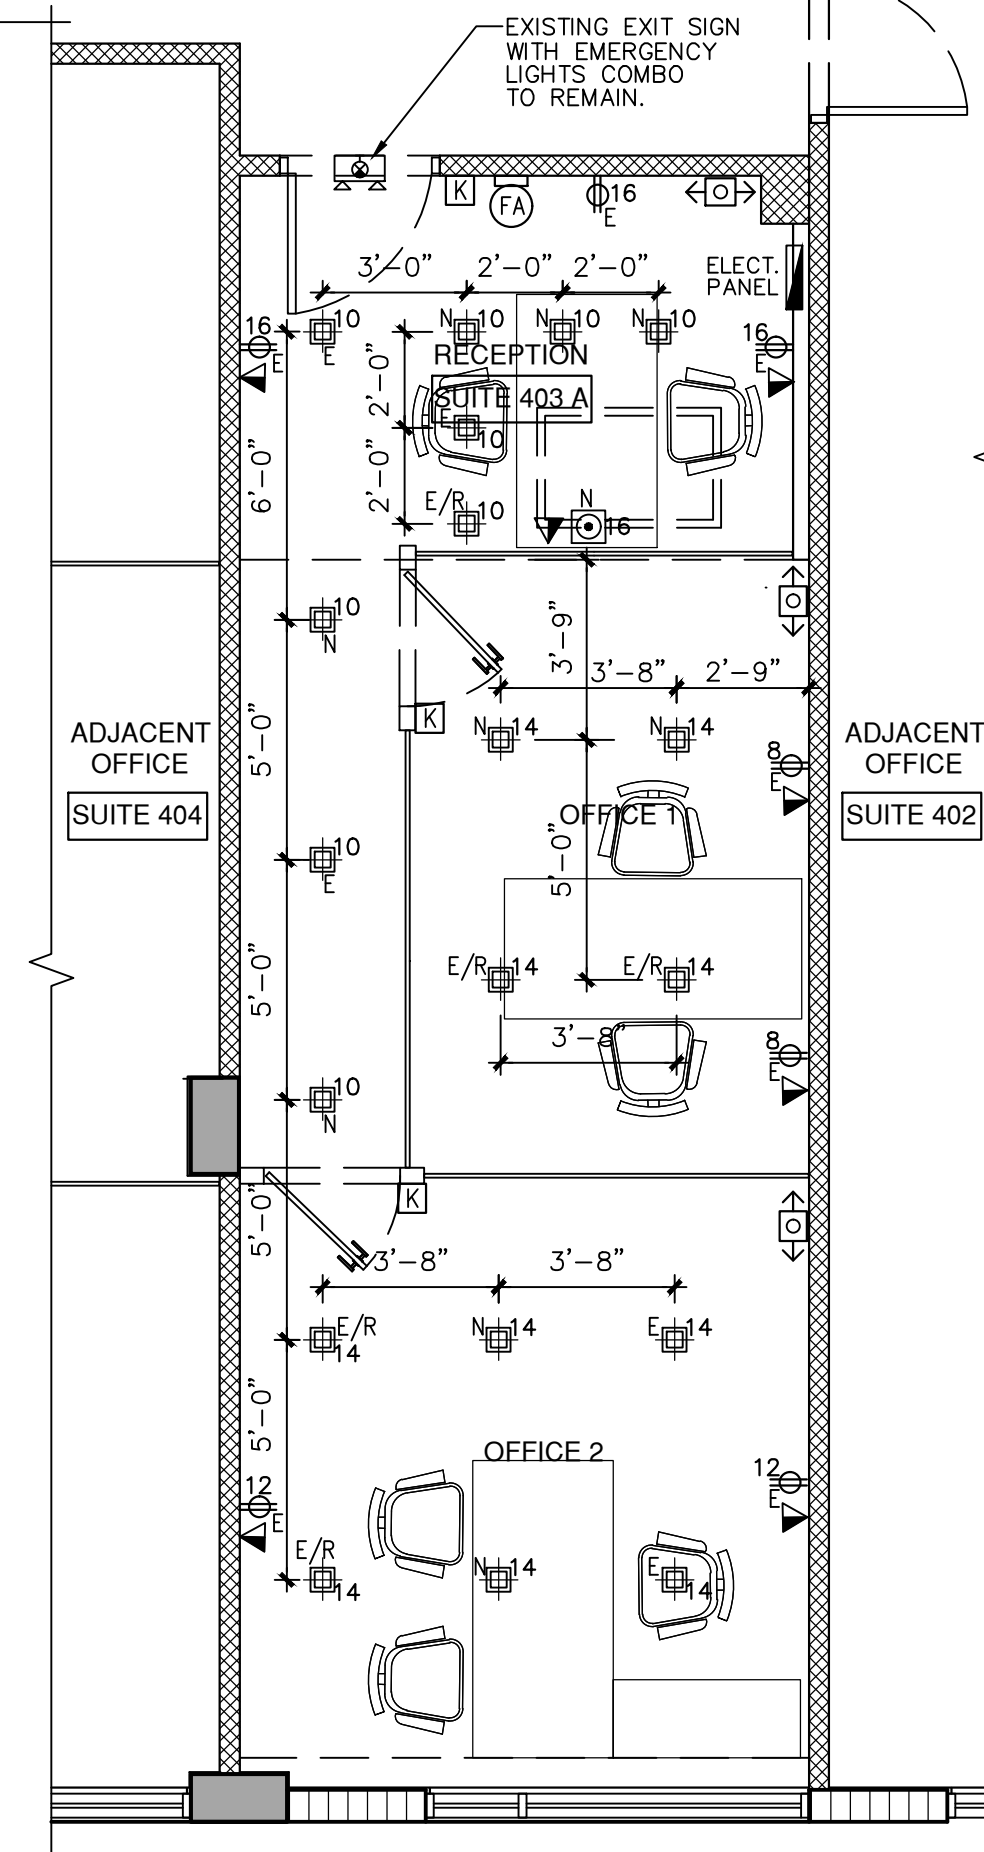 EXISTING EXIT SIGN
WITH EMERGENCY
LIGHTS COMBO
TO REMAIN.
K
FA
16
E
3'-0"
2'-0"
2'-0"
ELECT.
PANEL
16
E
10
E
N
10
N
10
N
10
16
E
RECEPTION
SUITE 403 A
2'-0"
E
10
6'-0"
2'-0"
E/R
10
N
16
10
N
3'-9"
3'-8"
2'-9"
K
ADJACENT
OFFICE
SUITE 404
5'-0"
N
14
N
14
8
E
ADJACENT
OFFICE
SUITE 402
OFFICE 1
10
E
5'-0"
5'-0"
E/R
14
E/R
14
3'-8"
8
E
10
N
K
5'-0"
3'-8"
3'-8"
E/R
14
N
14
E
14
5'-0"
OFFICE 2
12
E
12
E
E/R
14
N
14
E
14